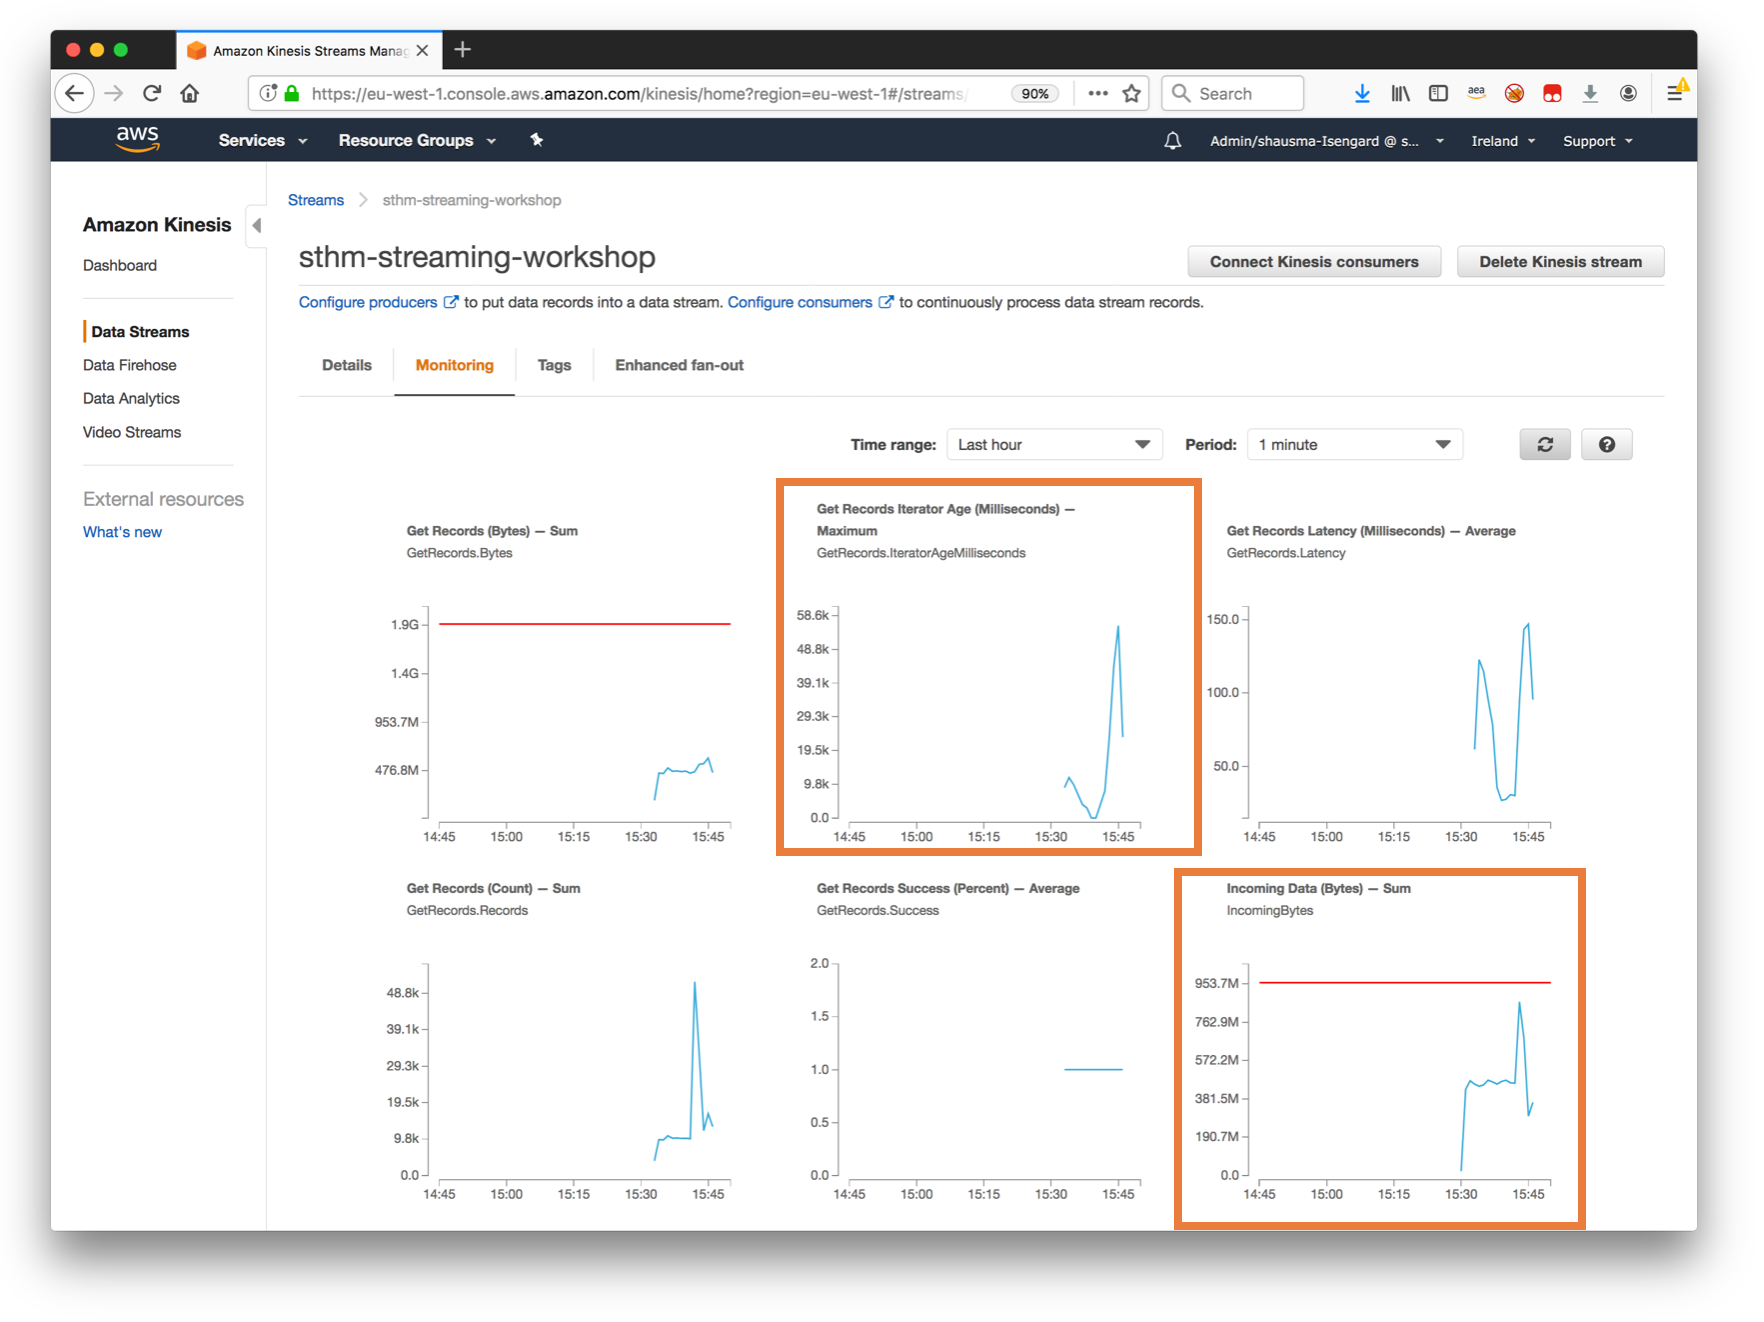 Amazon Kinesis Streams Manag
https://eu-west-1.console.aws.amazon.com/kinesis/home?region=eu-west-1#/streams/
90%
Search
aea
aws
Services
Resource Groups
Admin/shausma-Isengard @ s...
Ireland
Support
Amazon Kinesis
Dashboard
Data Streams
Data Firehose
Data Analytics
Video Streams
External resources
What's new
Streams
sthm-streaming-workshop
sthm-streaming-workshop
Connect Kinesis consumers
Delete Kinesis stream
Configure producers to put data records into a data stream. Configure consumers to continuously process data stream records.
Details
Monitoring
Tags
Enhanced fan-out
Time range:
Last hour
Period:
1 minute
Get Records (Bytes) — Sum
GetRecords.Bytes
1.9G
1.4G
953.7M
476.8M
14:45 15:00 15:15 15:30 15:45
Get Records Iterator Age (Milliseconds) —
Maximum
GetRecords.IteratorAgeMilliseconds
58.6k
48.8k
39.1k
29.3k
19.5k
9.8k
0.0
14:45 15:00 15:15 15:30 15:45
Get Records Latency (Milliseconds) — Average
GetRecords.Latency
150.0
100.0
50.0
14:45 15:00 15:15 15:30 15:45
Get Records (Count) — Sum
GetRecords.Records
48.8k
39.1k
29.3k
19.5k
9.8k
0.0
14:45 15:00 15:15 15:30 15:45
Get Records Success (Percent) — Average
GetRecords.Success
2.0
1.5
1.0
0.5
0.0
14:45 15:00 15:15 15:30 15:45
Incoming Data (Bytes) — Sum
IncomingBytes
953.7M
762.9M
572.2M
381.5M
190.7M
0.0
14:45 15:00 15:15 15:30 15:45